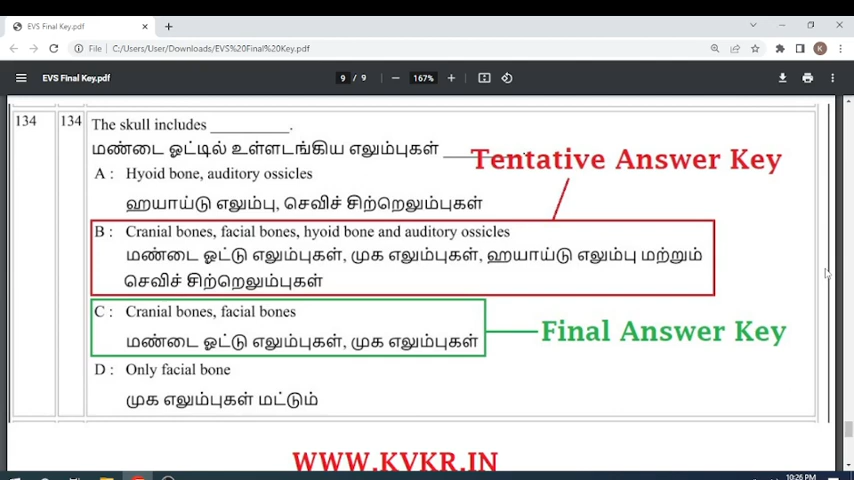 EVS Final Key.pdf
File | C:/Users/User/Downloads/EVS%20Final%20Key.pdf
K
EVS Final Key.pdf
9 / 9
167%
134 134 The skull includes __________.
மண்டை ஓட்டில் உள்ளடங்கிய எலும்புகள் __________
Tentative Answer Key
A : Hyoid bone, auditory ossicles
ஹயாய்டு எலும்பு, செவிச் சிற்றெலும்புகள்
B : Cranial bones, facial bones, hyoid bone and auditory ossicles
மண்டை ஓட்டு எலும்புகள், முக எலும்புகள், ஹயாய்டு எலும்பு மற்றும்
செவிச் சிற்றெலும்புகள்
C : Cranial bones, facial bones
Final Answer Key
மண்டை ஓட்டு எலும்புகள், முக எலும்புகள்
D : Only facial bone
முக எலும்புகள் மட்டும்
WWW.KVKR.IN
10:26 PM